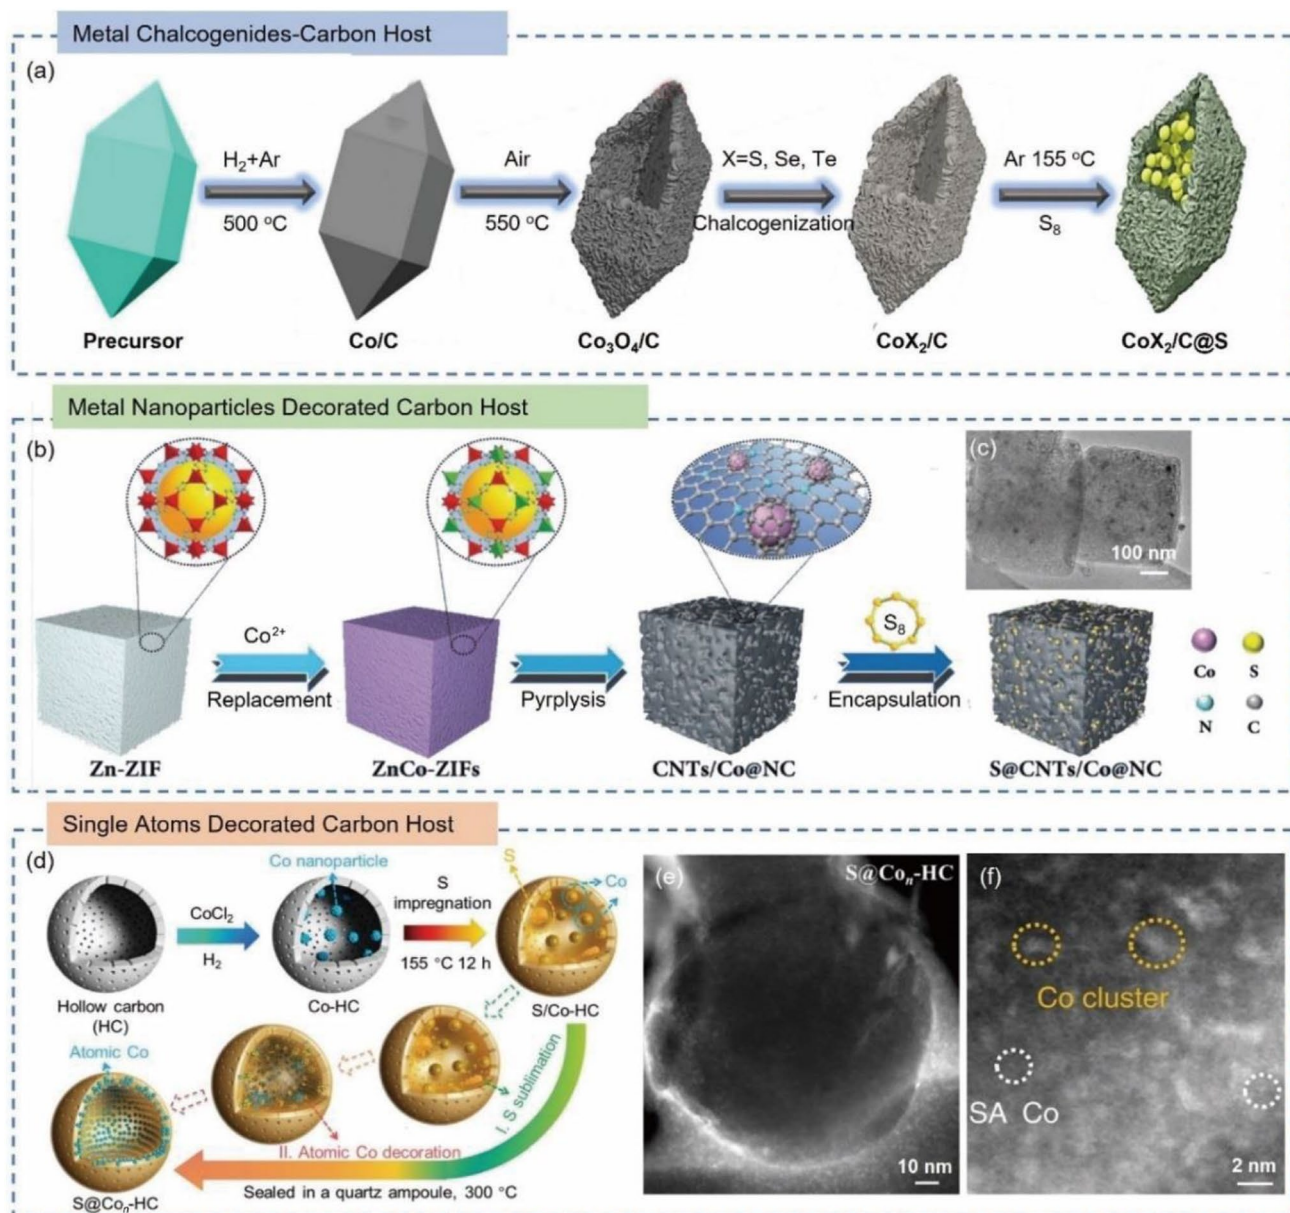 Metal Chalcogenides-Carbon Host
(a)
H₂+Ar
500 °C
Air
550 °C
X=S, Se, Te
Chalcogenization
Ar 155 °C
S₈
Precursor
Co/C
Co₃O₄/C
CoX₂/C
CoX₂/C@S
Metal Nanoparticles Decorated Carbon Host
(b)
(c)
100 nm
Co²⁺
Replacement
Pyrplysis
S₈
Encapsulation
Co
S
N
C
Zn-ZIF
ZnCo-ZIFs
CNTs/Co@NC
S@CNTs/Co@NC
Single Atoms Decorated Carbon Host
(d)
Hollow carbon
(HC)
CoCl₂
H₂
Co nanoparticle
Co-HC
S
impregnation
155 °C 12 h
S
Co
S/Co-HC
I. S sublimation
II. Atomic Co decoration
Atomic Co
Sealed in a quartz ampoule, 300 °C
S@Coₙ-HC
(e)
S@Coₙ-HC
10 nm
(f)
Co cluster
SA Co
2 nm